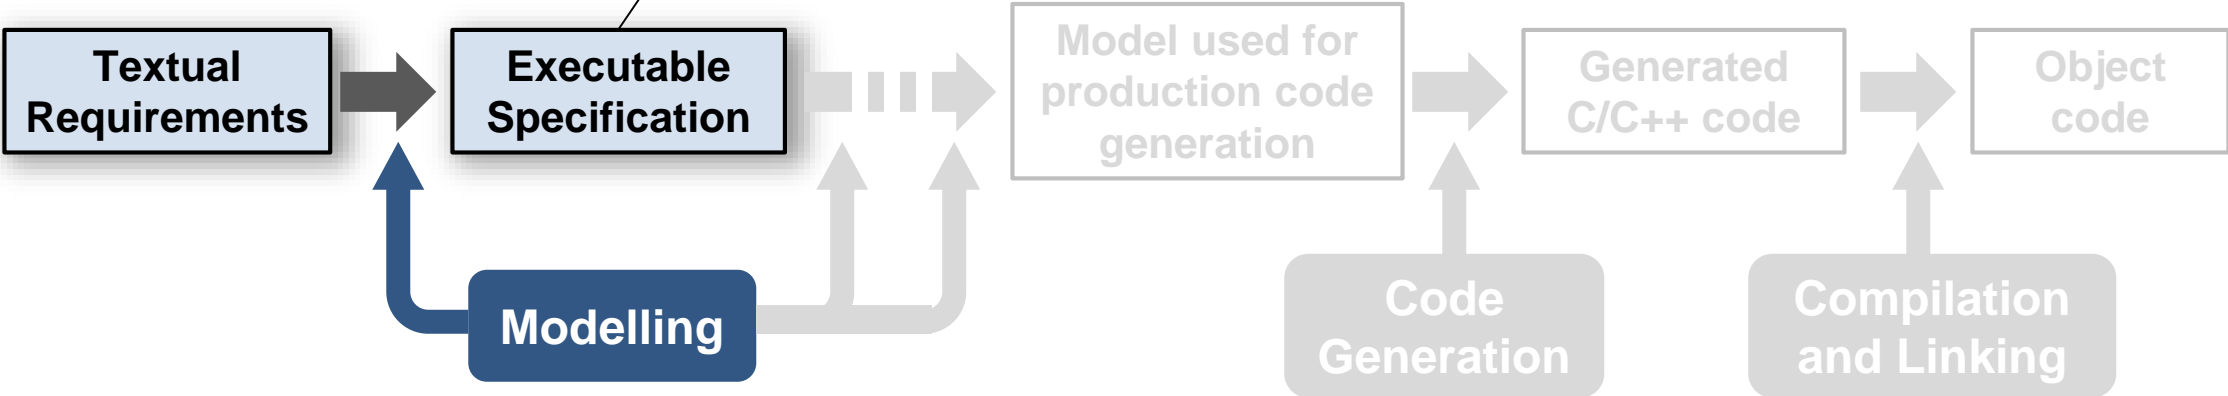 Textual
Requirements
Executable
Specification
Model used for
production code
generation
Generated
C/C++ code
Object
code
Modelling
Code
Generation
Compilation
and Linking